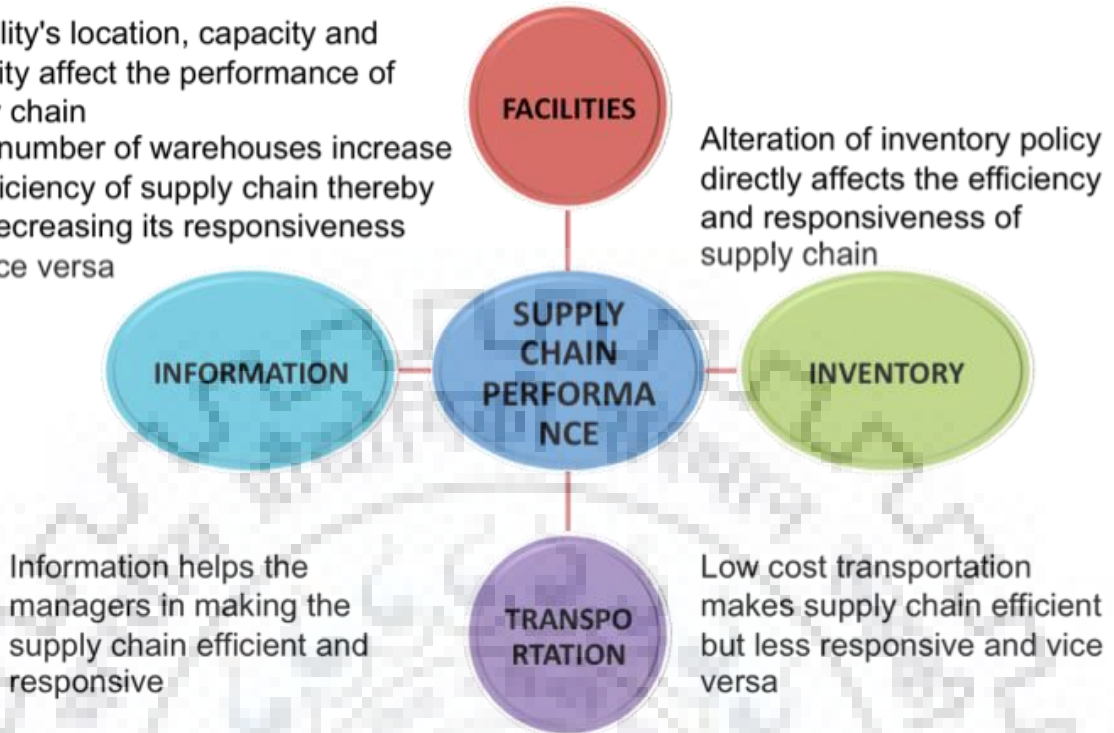 lity's location, capacity and
ity affect the performance of
chain
number of warehouses increase
iciency of supply chain thereby
ecreasing its responsiveness
ce versa
FACILITIES
Alteration of inventory policy
directly affects the efficiency
and responsiveness of
supply chain
INFORMATION
SUPPLY
CHAIN
PERFORMA
NCE
INVENTORY
Information helps the
managers in making the
supply chain efficient and
responsive
TRANSPO
RTATION
Low cost transportation
makes supply chain efficient
but less responsive and vice
versa